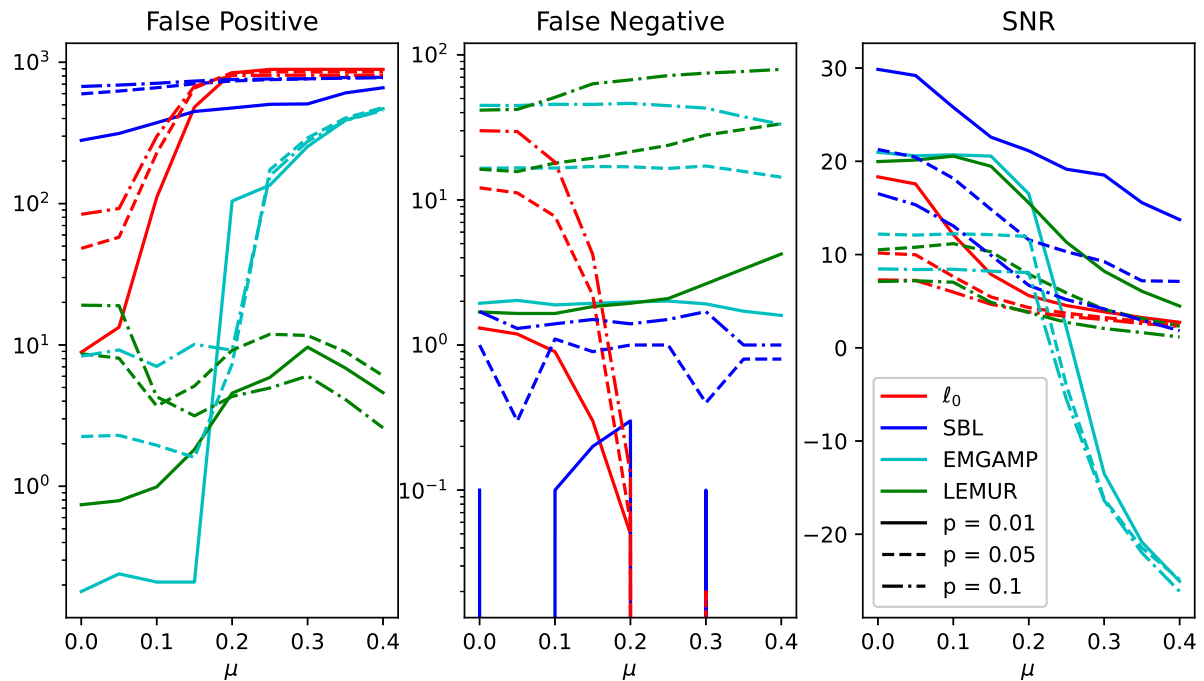 False Positive
False Negative
SNR
10³
10²
10¹
10⁰
0.0 0.1 0.2 0.3 0.4
μ
10²
10¹
10⁰
10⁻¹
0.0 0.1 0.2 0.3 0.4
μ
30
20
10
0
−10
−20
0.0 0.1 0.2 0.3 0.4
μ
ℓ₀
SBL
EMGAMP
LEMUR
p = 0.01
p = 0.05
p = 0.1